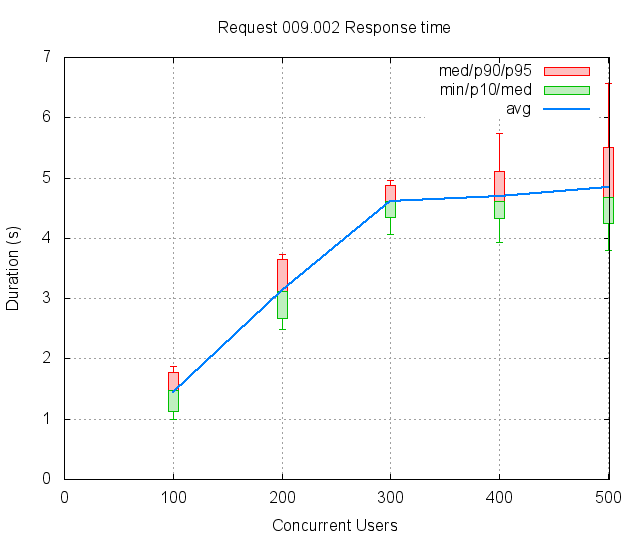 Request 009.002 Response time
7
6
5
4
3
2
1
0
Duration (s)
med/p90/p95
min/p10/med
avg
0 100 200 300 400 500
Concurrent Users